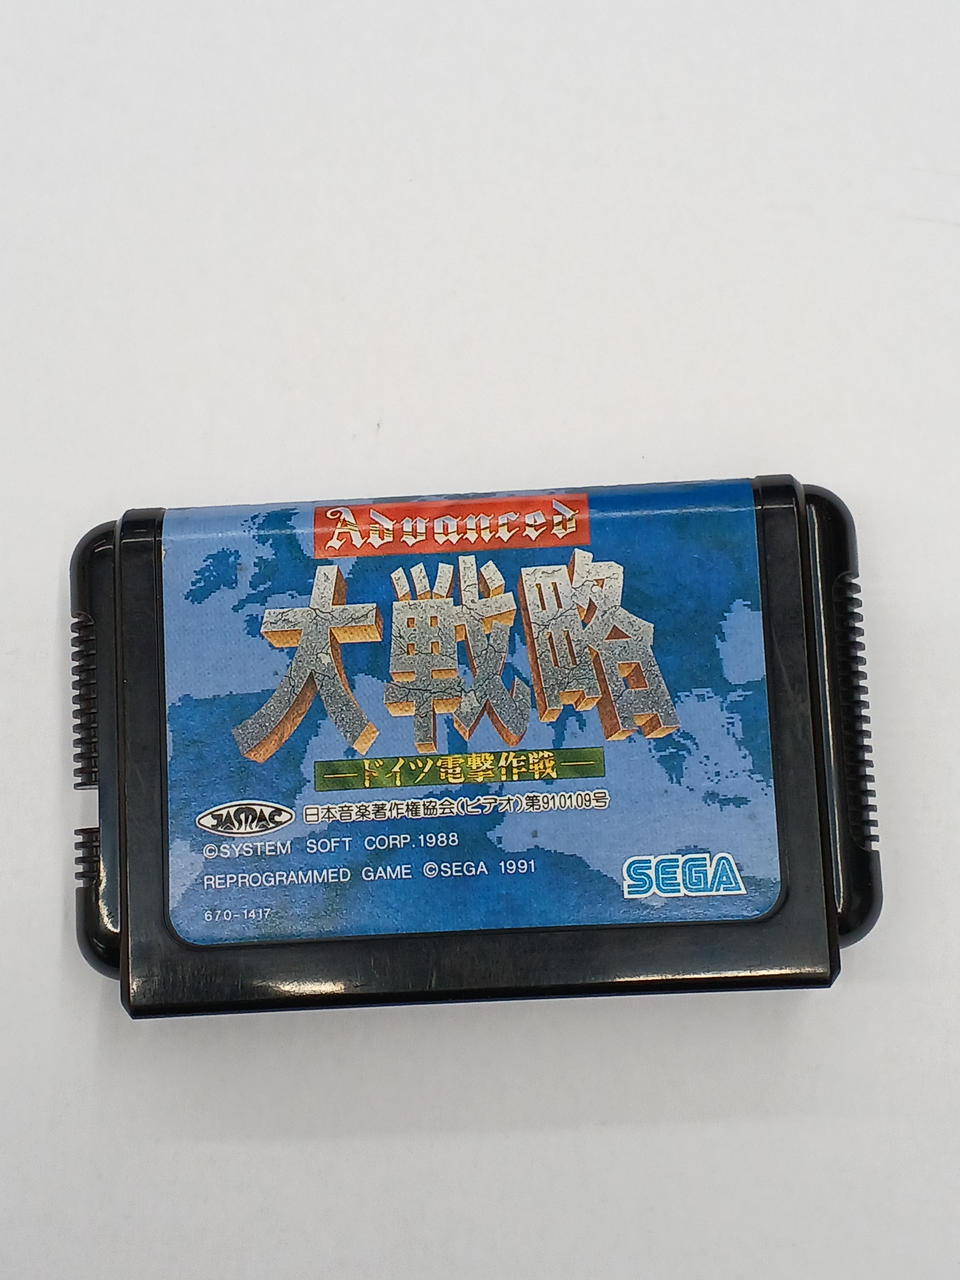 Advanced
大戦略
ードイツ電撃作戦ー
JASRAC 日本音楽著作権協会(ビデオ)第910109号
©SYSTEM SOFT CORP.1988
REPROGRAMMED GAME ©SEGA 1991
SEGA
670-1417